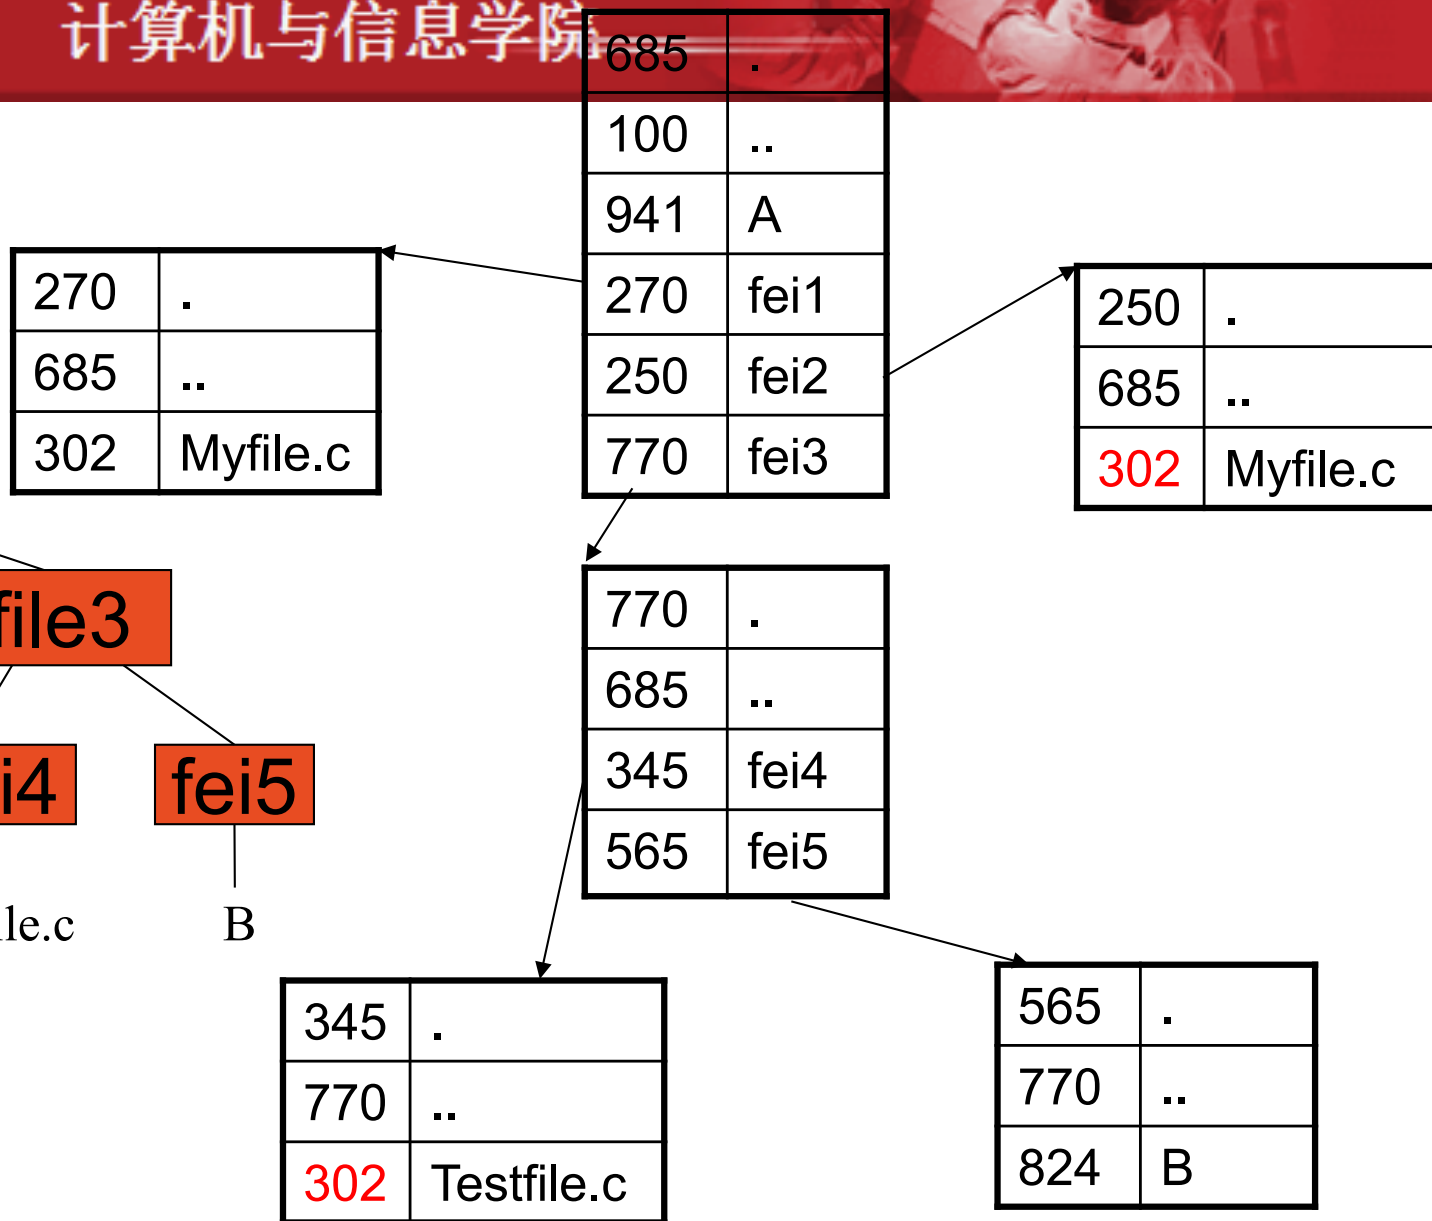 计算机与信息学院
685 .
100 ..
941 A
270 fei1
250 fei2
770 fei3
270 .
685 ..
302 Myfile.c
250 .
685 ..
302 Myfile.c
file3
i4
fei5
le.c
B
770 .
685 ..
345 fei4
565 fei5
345 .
770 ..
302 Testfile.c
565 .
770 ..
824 B